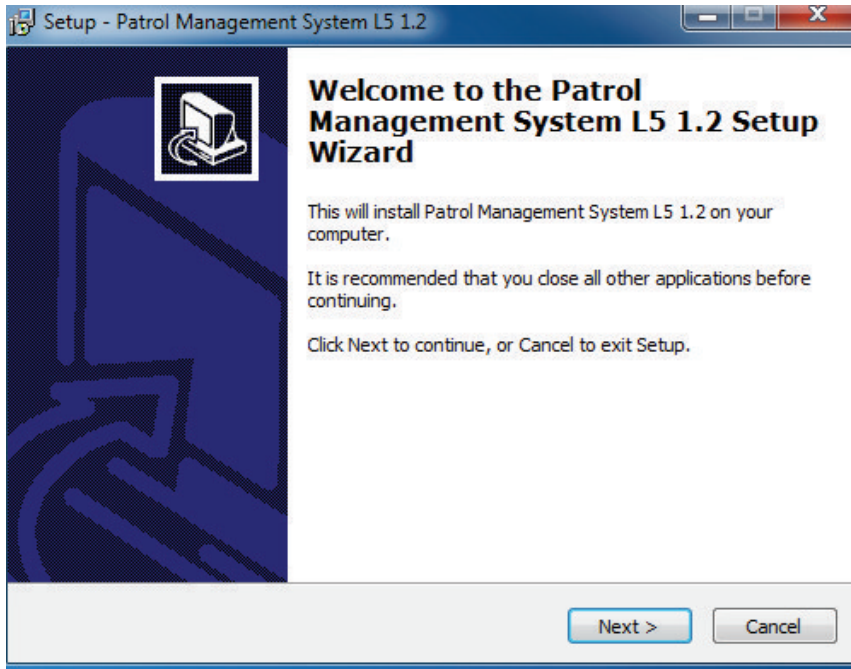 Setup - Patrol Management System L5 1.2
Welcome to the Patrol
Management System L5 1.2 Setup
Wizard
This will install Patrol Management System L5 1.2 on your
computer.
It is recommended that you close all other applications before
continuing.
Click Next to continue, or Cancel to exit Setup.
Next >
Cancel